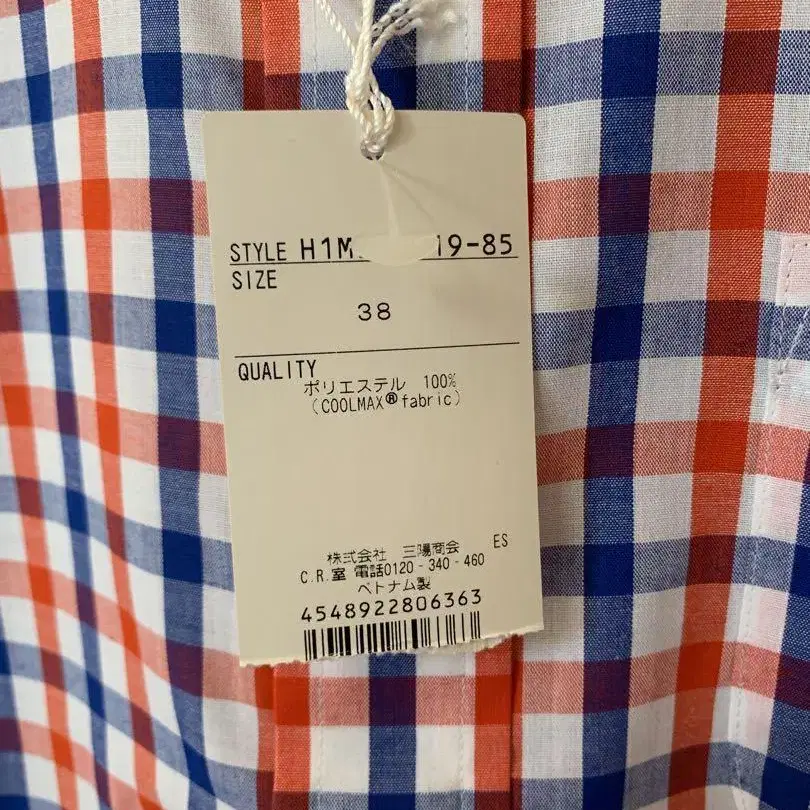 STYLE H1M 19-85
SIZE
38
QUALITY
ポリエステル 100%
(COOLMAX®fabric)
株式会社 三陽商会 ES
C.R.室 電話0120-340-460
ベトナム製
4548922806363